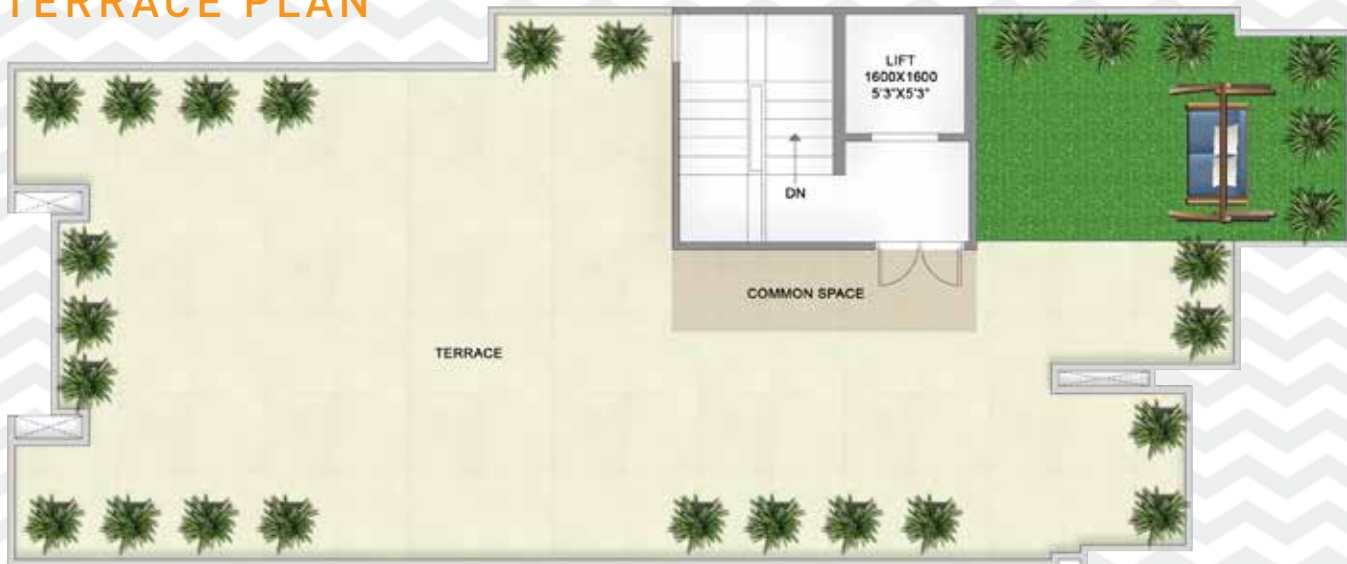 TERRACE PLAN
LIFT
1600X1600
5'3"X5'3"
DN
COMMON SPACE
TERRACE